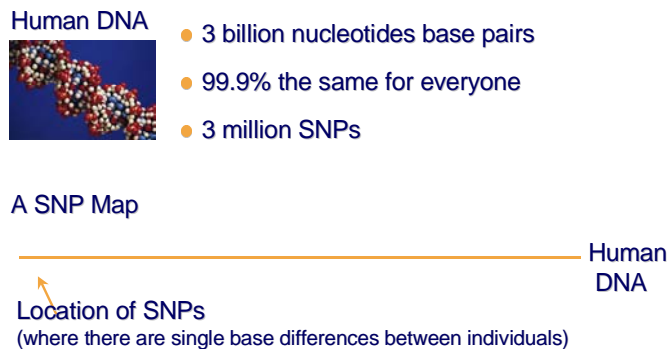 Human DNA
3 billion nucleotides base pairs
99.9% the same for everyone
3 million SNPs
A SNP Map
Human
DNA
Location of SNPs
(where there are single base differences between individuals)